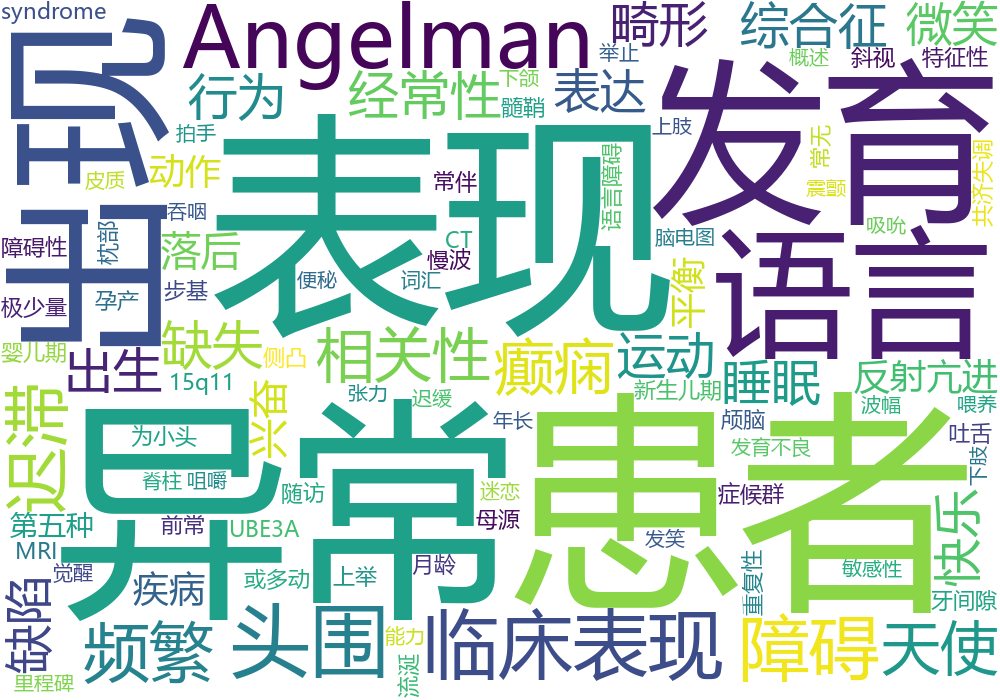 syndrome
Angelman
畸形
综合征
微笑
举止
概述
斜视
特征性
出现
行为
经常性
下颌
髓鞘
表达
发育
拍手
上肢
常无
共济失调
表现
皮质
动作
常伴
语言障碍
震颤
吞咽
语言
吸吮
障碍性
枕部
落后
CT
慢波
脑电图
步基
便秘
词汇
平衡
极少量
孕产
婴儿期
出生
缺失
侧凸
相关性
癫痫
运动
睡眠
反射亢进
15q11
张力
迟缓
新生儿期
迟滞
兴奋
年长
颅脑
波幅
喂养
为小头
发育不良
吐舌
异常
患者
脊柱
咀嚼
随访
迷恋
症候群
下肢
第五种
前常
UBE3A
母源
快乐
MRI
觉醒
疾病
或多动
上举
月龄
发笑
重复性
敏感性
缺陷
牙间隙
频繁
头围
能力
临床表现
障碍
天使
里程碑
流涎